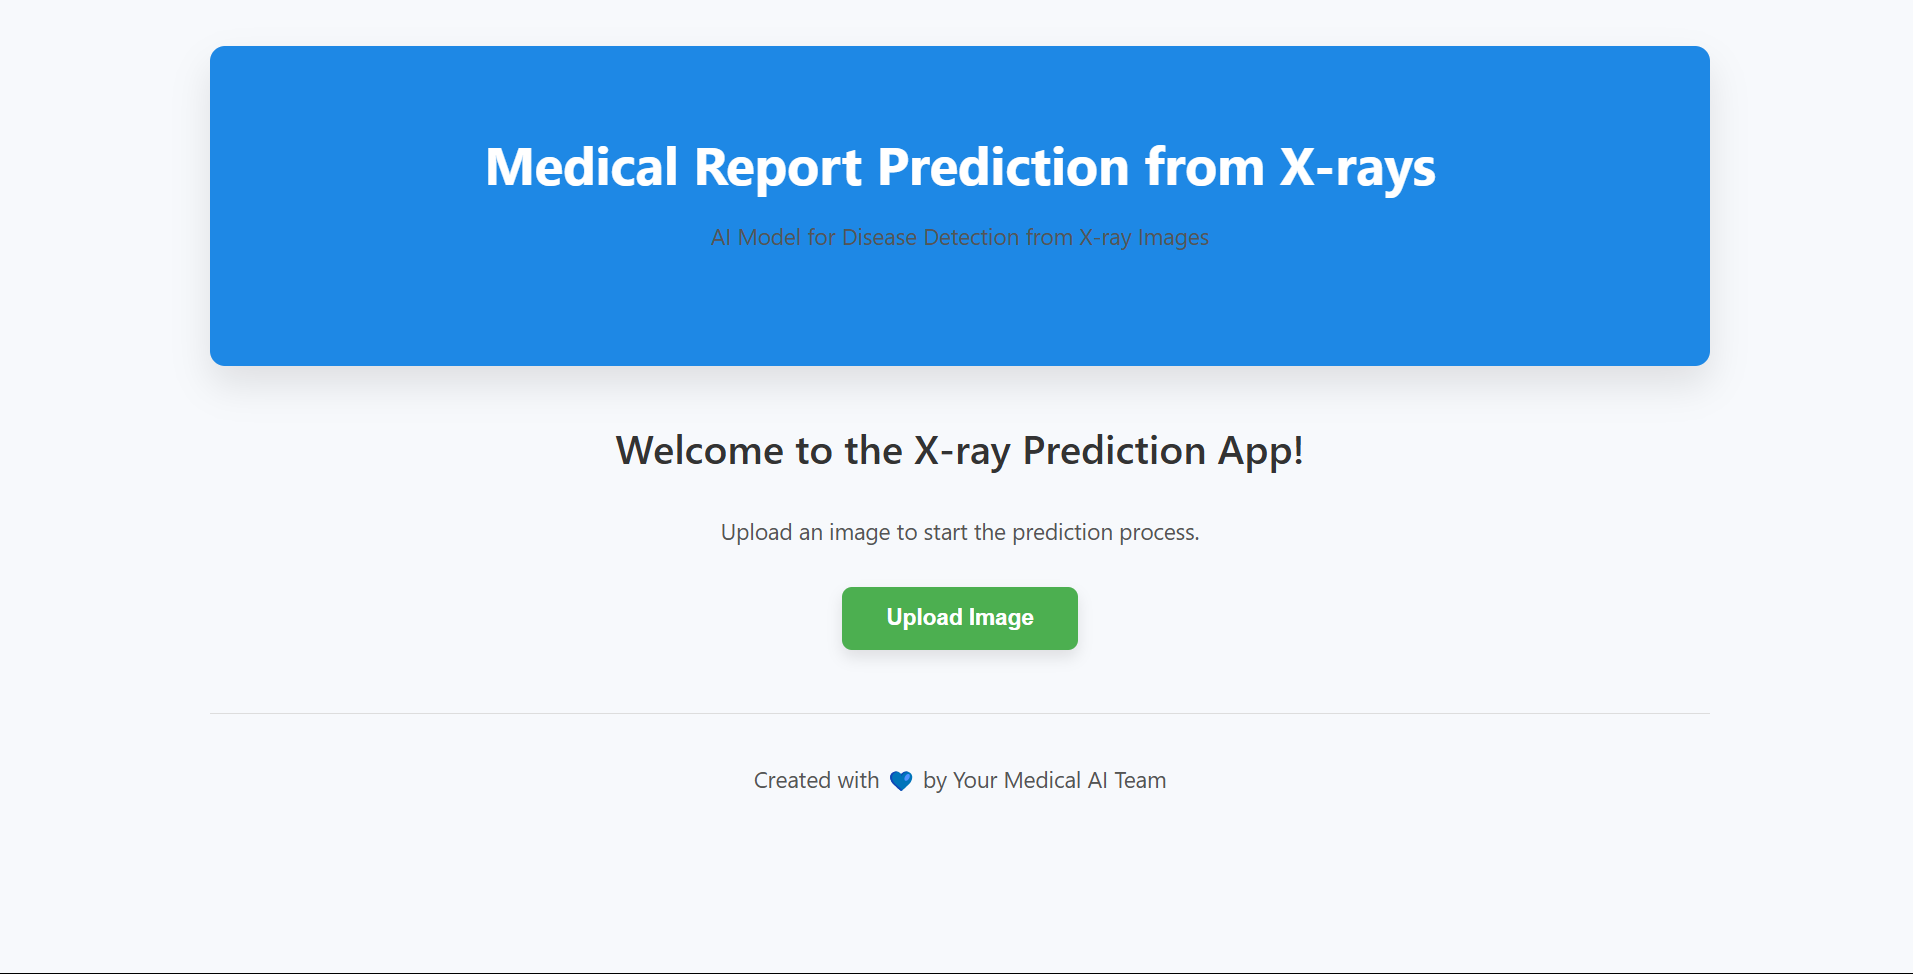 Medical Report Prediction from X-rays
AI Model for Disease Detection from X-ray Images
Welcome to the X-ray Prediction App!
Upload an image to start the prediction process.
Upload Image
Created with 💙 by Your Medical AI Team